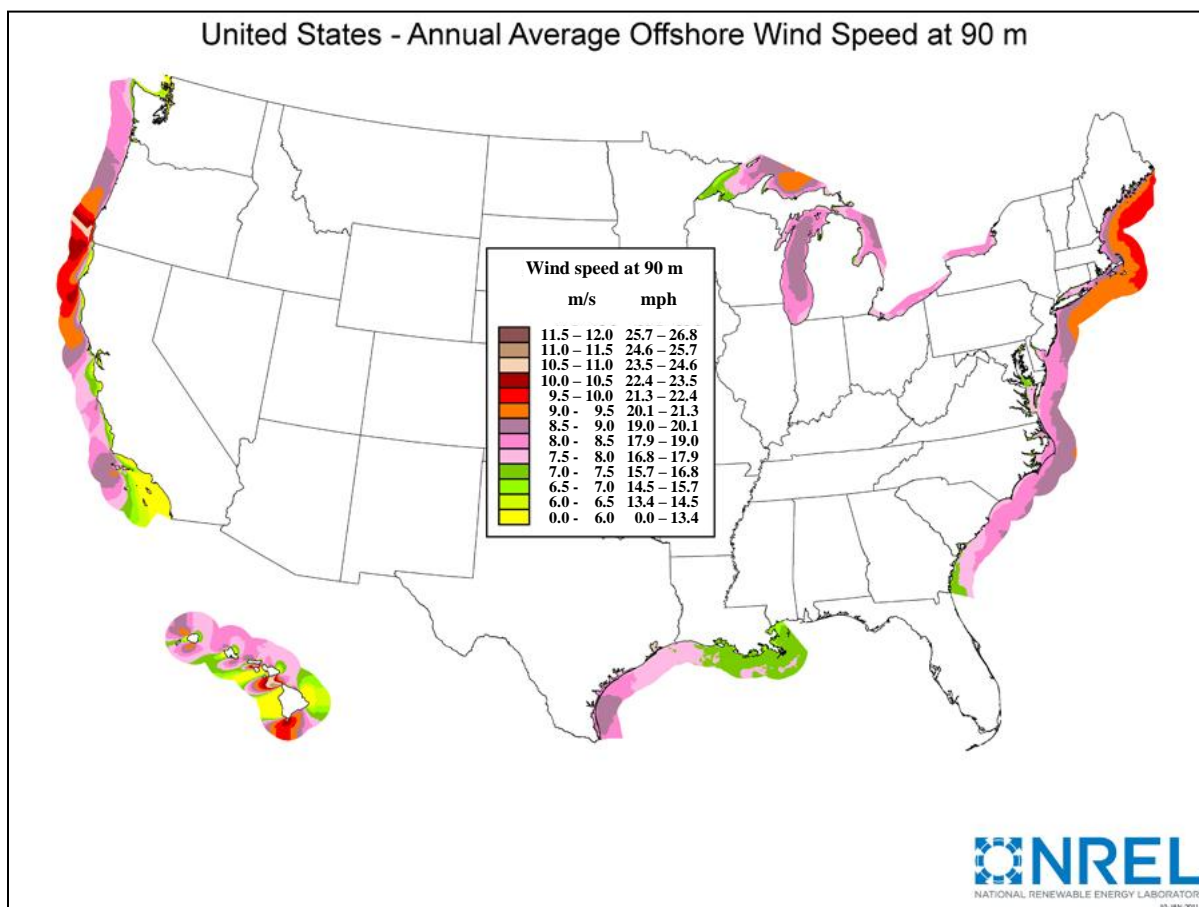 United States - Annual Average Offshore Wind Speed at 90 m
Wind speed at 90 m
m/s mph
11.5 – 12.0 25.7 – 26.8
11.0 – 11.5 24.6 – 25.7
10.5 – 11.0 23.5 – 24.6
10.0 – 10.5 22.4 – 23.5
9.5 – 10.0 21.3 – 22.4
9.0 - 9.5 20.1 – 21.3
8.5 - 9.0 19.0 – 20.1
8.0 - 8.5 17.9 – 19.0
7.5 - 8.0 16.8 – 17.9
7.0 - 7.5 15.7 – 16.8
6.5 - 7.0 14.5 – 15.7
6.0 - 6.5 13.4 – 14.5
0.0 - 6.0 0.0 – 13.4
NREL
NATIONAL RENEWABLE ENERGY LABORATOR